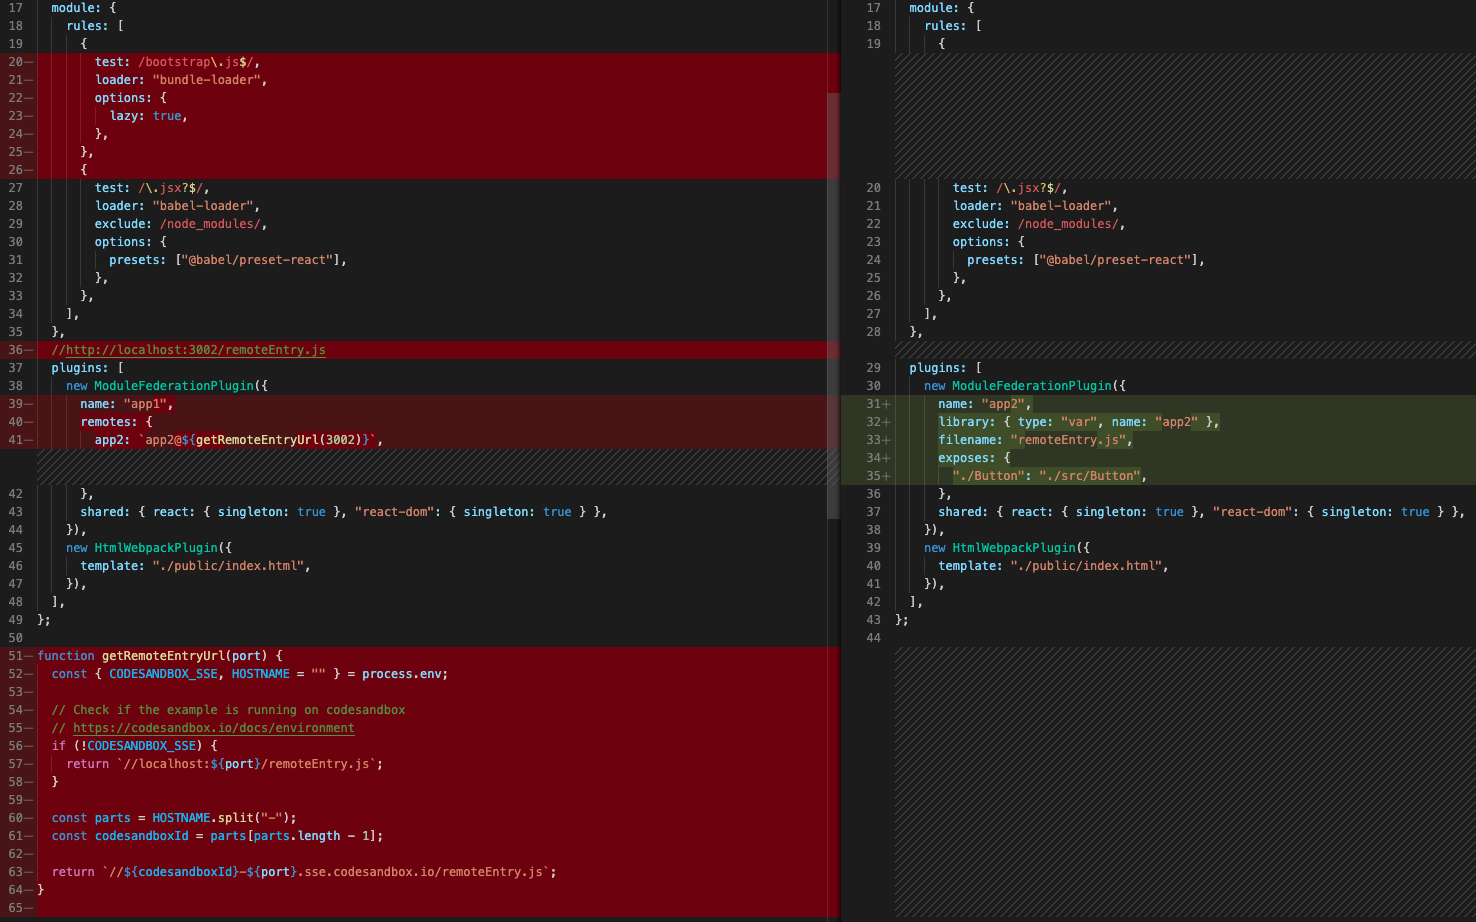 17 module: {
18 rules: [
19 {
20— test: /bootstrap\.js$/,
21— loader: "bundle-loader",
22— options: {
23— lazy: true,
24— },
25— },
26— {
27 test: /\.jsx?$/,
28 loader: "babel-loader",
29 exclude: /node_modules/,
30 options: {
31 presets: ["@babel/preset-react"],
32 },
33 },
34 ],
35 },
36— //http://localhost:3002/remoteEntry.js
37 plugins: [
38 new ModuleFederationPlugin({
39— name: "app1",
40— remotes: {
41— app2: `app2@${getRemoteEntryUrl(3002)}`,
42 },
43 shared: { react: { singleton: true }, "react-dom": { singleton: true } },
44 }),
45 new HtmlWebpackPlugin({
46 template: "./public/index.html",
47 }),
48 ],
49 };
50
51— function getRemoteEntryUrl(port) {
52— const { CODESANDBOX_SSE, HOSTNAME = "" } = process.env;
53—
54— // Check if the example is running on codesandbox
55— // https://codesandbox.io/docs/environment
56— if (!CODESANDBOX_SSE) {
57— return `//localhost:${port}/remoteEntry.js`;
58— }
59—
60— const parts = HOSTNAME.split("-");
61— const codesandboxId = parts[parts.length - 1];
62—
63— return `//${codesandboxId}-${port}.sse.codesandbox.io/remoteEntry.js`;
64— }
65—
17 module: {
18 rules: [
19 {
20 test: /\.jsx?$/,
21 loader: "babel-loader",
22 exclude: /node_modules/,
23 options: {
24 presets: ["@babel/preset-react"],
25 },
26 },
27 ],
28 },
29 plugins: [
30 new ModuleFederationPlugin({
31+ name: "app2",
32+ library: { type: "var", name: "app2" },
33+ filename: "remoteEntry.js",
34+ exposes: {
35+ "./Button": "./src/Button",
36 },
37 shared: { react: { singleton: true }, "react-dom": { singleton: true } },
38 }),
39 new HtmlWebpackPlugin({
40 template: "./public/index.html",
41 }),
42 ],
43 };
44